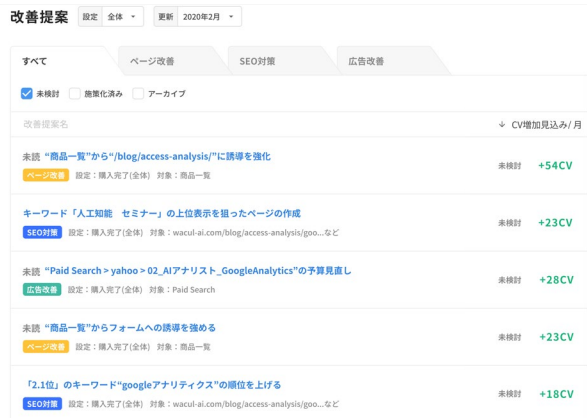 改善提案 設定 全体 更新 2020年2月
すべて ページ改善 SEO対策 広告改善
未検討 施策化済み アーカイブ
改善提案名 ↓ CV増加見込み/月
未読 “商品一覧”から“/blog/access-analysis/”に誘導を強化
未検討 +54CV
ページ改善 設定：購入完了(全体) 対象：商品一覧
キーワード「人工知能　セミナー」の上位表示を狙ったページの作成
未検討 +23CV
SEO対策 設定：購入完了(全体) 対象：wacul-ai.com/blog/access-analysis/goo...など
未読 “Paid Search > yahoo > 02_AIアナリスト_GoogleAnalytics”の予算見直し
未検討 +28CV
広告改善 設定：購入完了(全体) 対象：Paid Search
未読 “商品一覧”からフォームへの誘導を強める
未検討 +23CV
ページ改善 設定：購入完了(全体) 対象：商品一覧
「2.1位」のキーワード“googleアナリティクス”の順位を上げる
未検討 +18CV
SEO対策 設定：購入完了(全体) 対象：wacul-ai.com/blog/access-analysis/goo...など